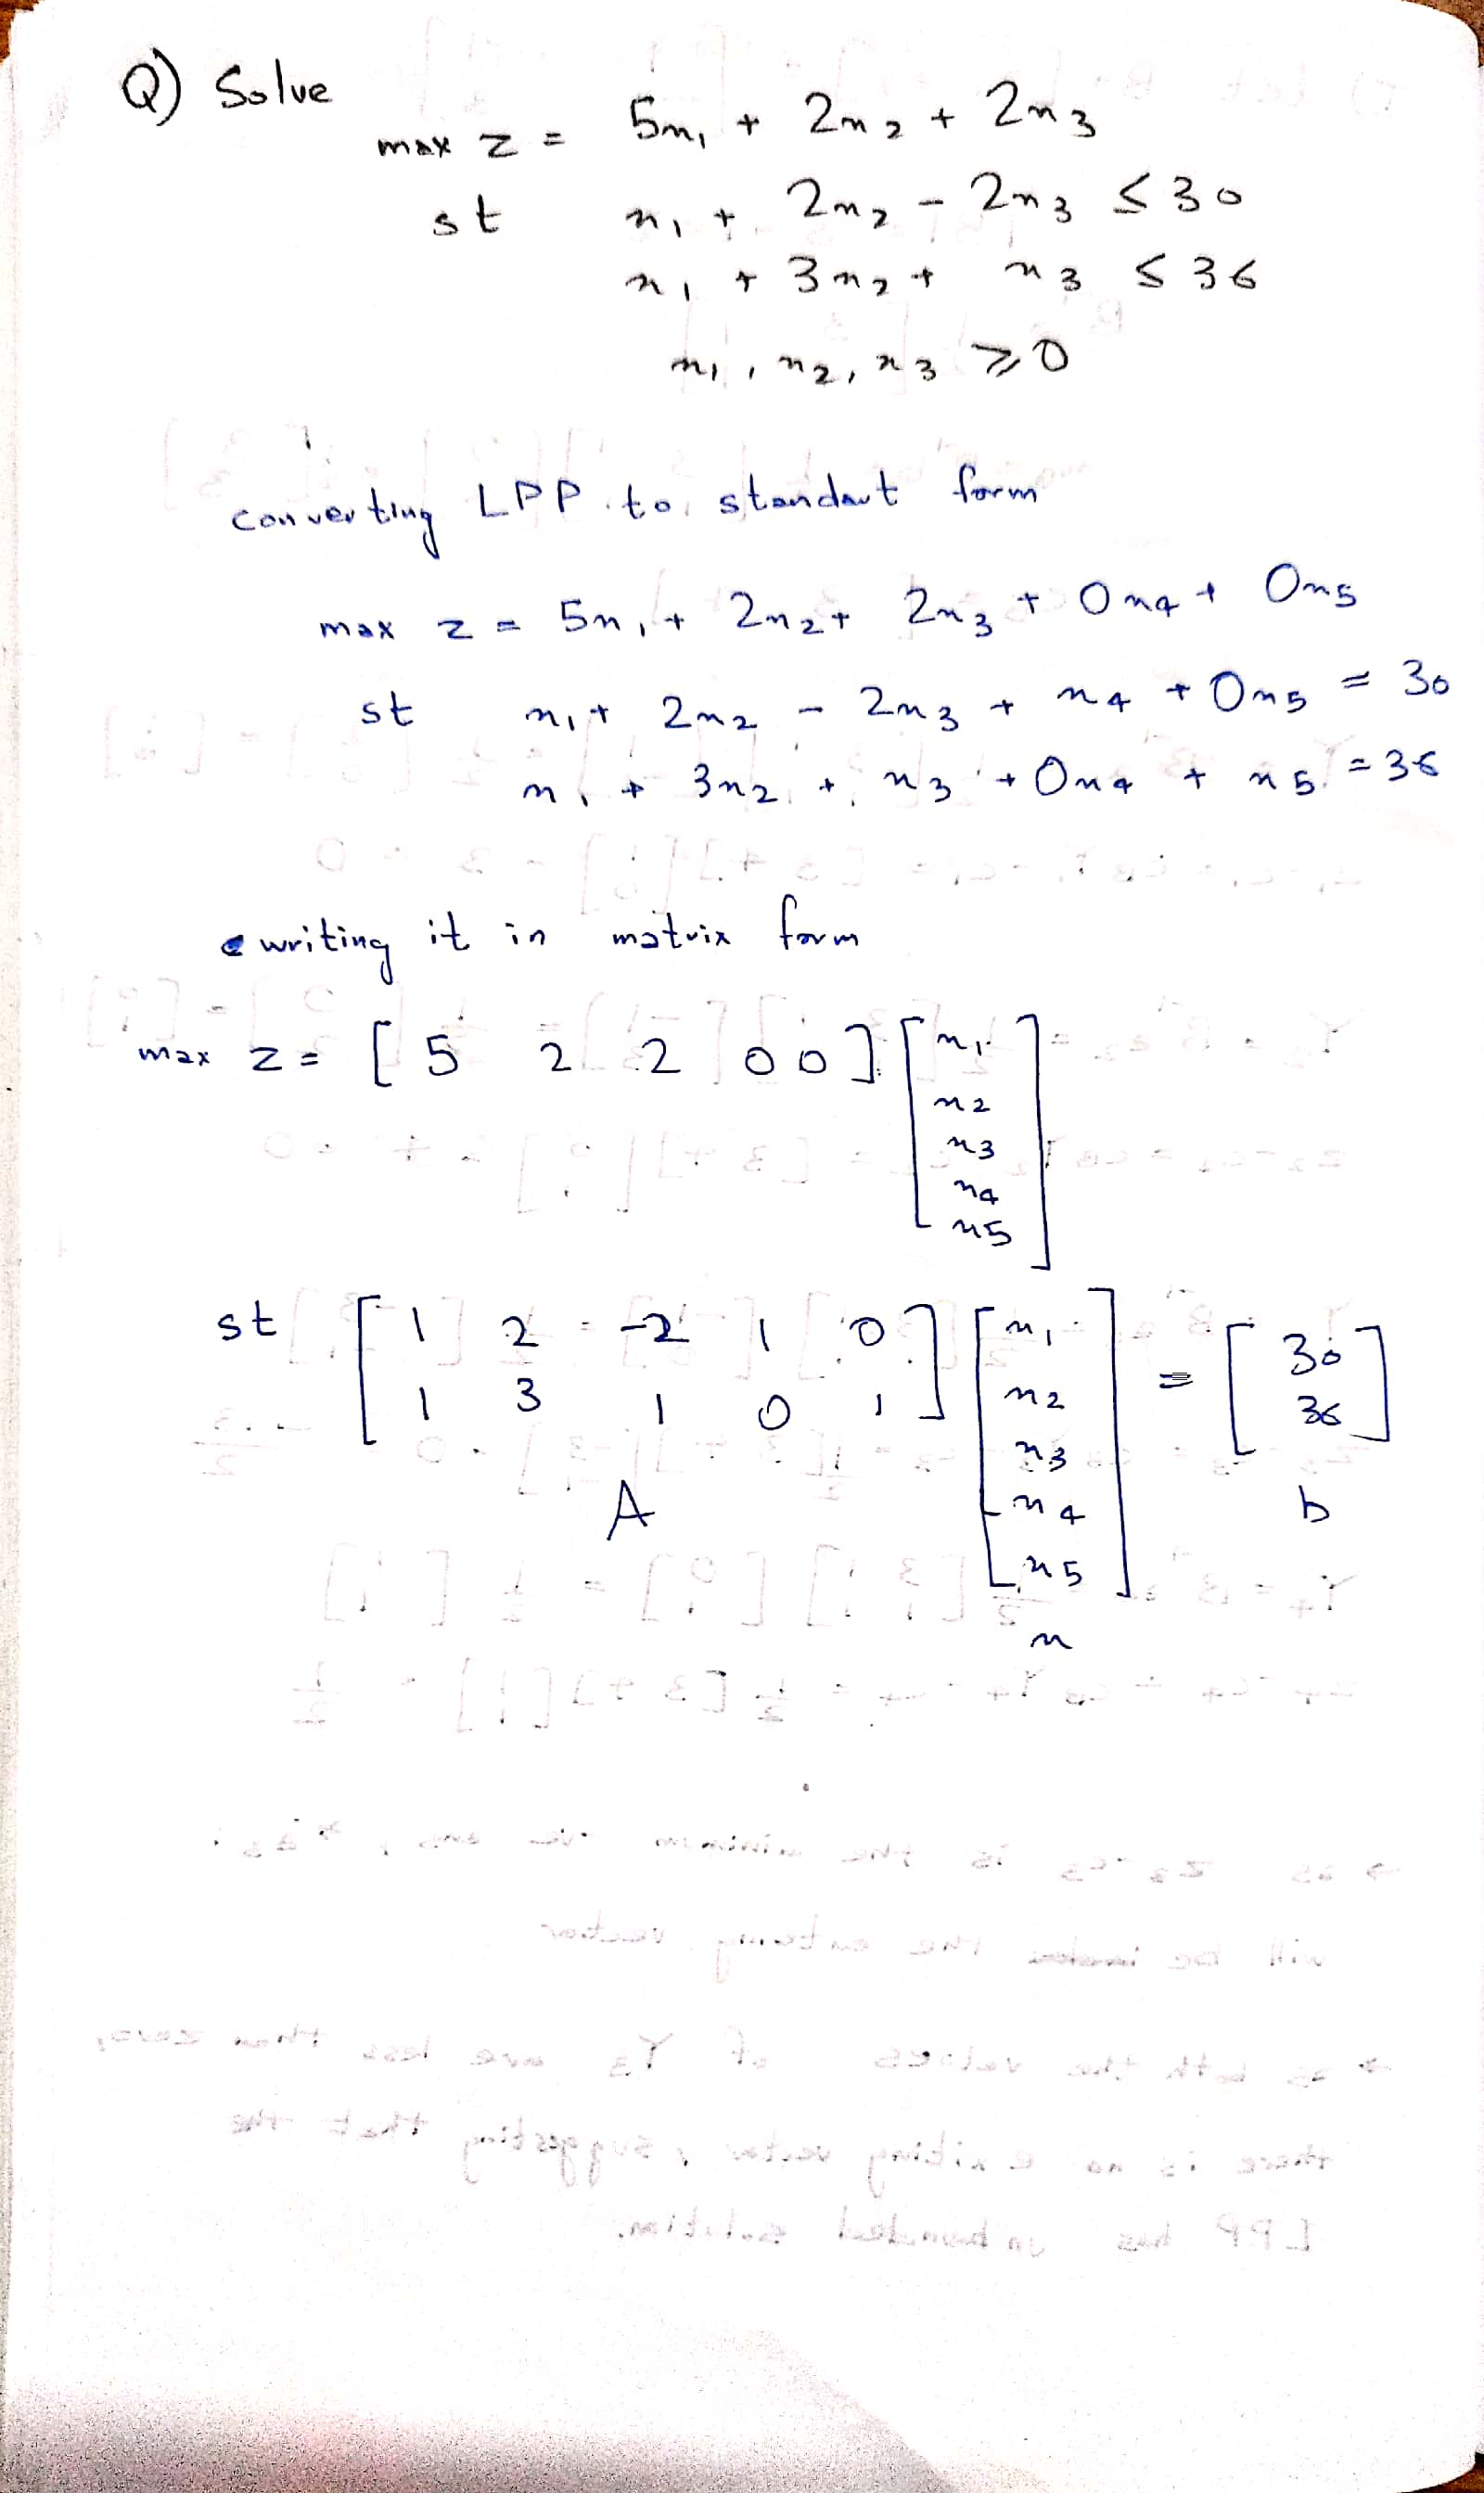 Q) Solve
max z = 5x₁ + 2x₂ + 2x₃
st x₁ + 2x₂ - 2x₃ ≤ 30
x₁ + 3x₂ + x₃ ≤ 36
x₁, x₂, x₃ ≥ 0
converting LPP to standart form
max z = 5x₁ + 2x₂ + 2x₃ + 0x₄ + 0x₅
st x₁ + 2x₂ - 2x₃ + x₄ + 0x₅ = 30
x₁ + 3x₂ + x₃ + 0x₄ + x₅ = 36
writing it in matrix form
max z = [ 5 2 2 0 0 ] [ x₁
x₂
x₃
x₄
x₅ ]
st [ 1 2 -2 1 0 ] [ x₁ = [ 30 ]
1 3 1 0 1 x₂ 36
x₃
A x₄ b
x₅ ]
x